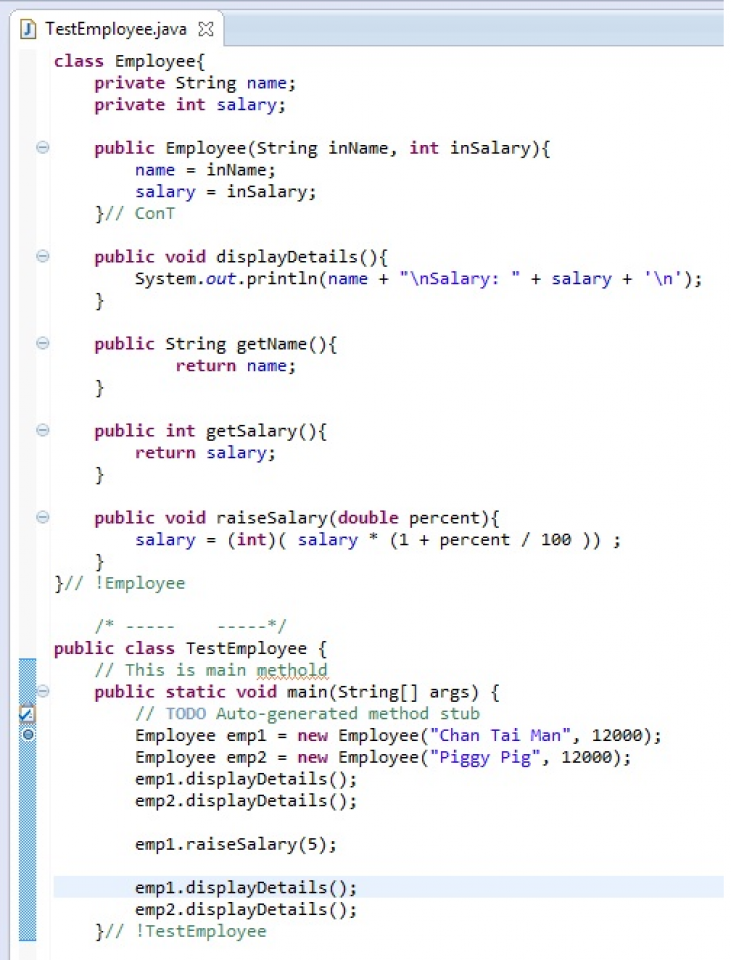 TestEmployee.java
class Employee{
    private String name;
    private int salary;

    public Employee(String inName, int inSalary){
        name = inName;
        salary = inSalary;
    }// ConT

    public void displayDetails(){
        System.out.println(name + "\nSalary: " + salary + '\n');
    }

    public String getName(){
            return name;
    }

    public int getSalary(){
        return salary;
    }

    public void raiseSalary(double percent){
        salary = (int)( salary * (1 + percent / 100 )) ;
    }
}// !Employee

    /* -----    -----*/
public class TestEmployee {
    // This is main methold
    public static void main(String[] args) {
        // TODO Auto-generated method stub
        Employee emp1 = new Employee("Chan Tai Man", 12000);
        Employee emp2 = new Employee("Piggy Pig", 12000);
        emp1.displayDetails();
        emp2.displayDetails();

        emp1.raiseSalary(5);

        emp1.displayDetails();
        emp2.displayDetails();
    }// !TestEmployee